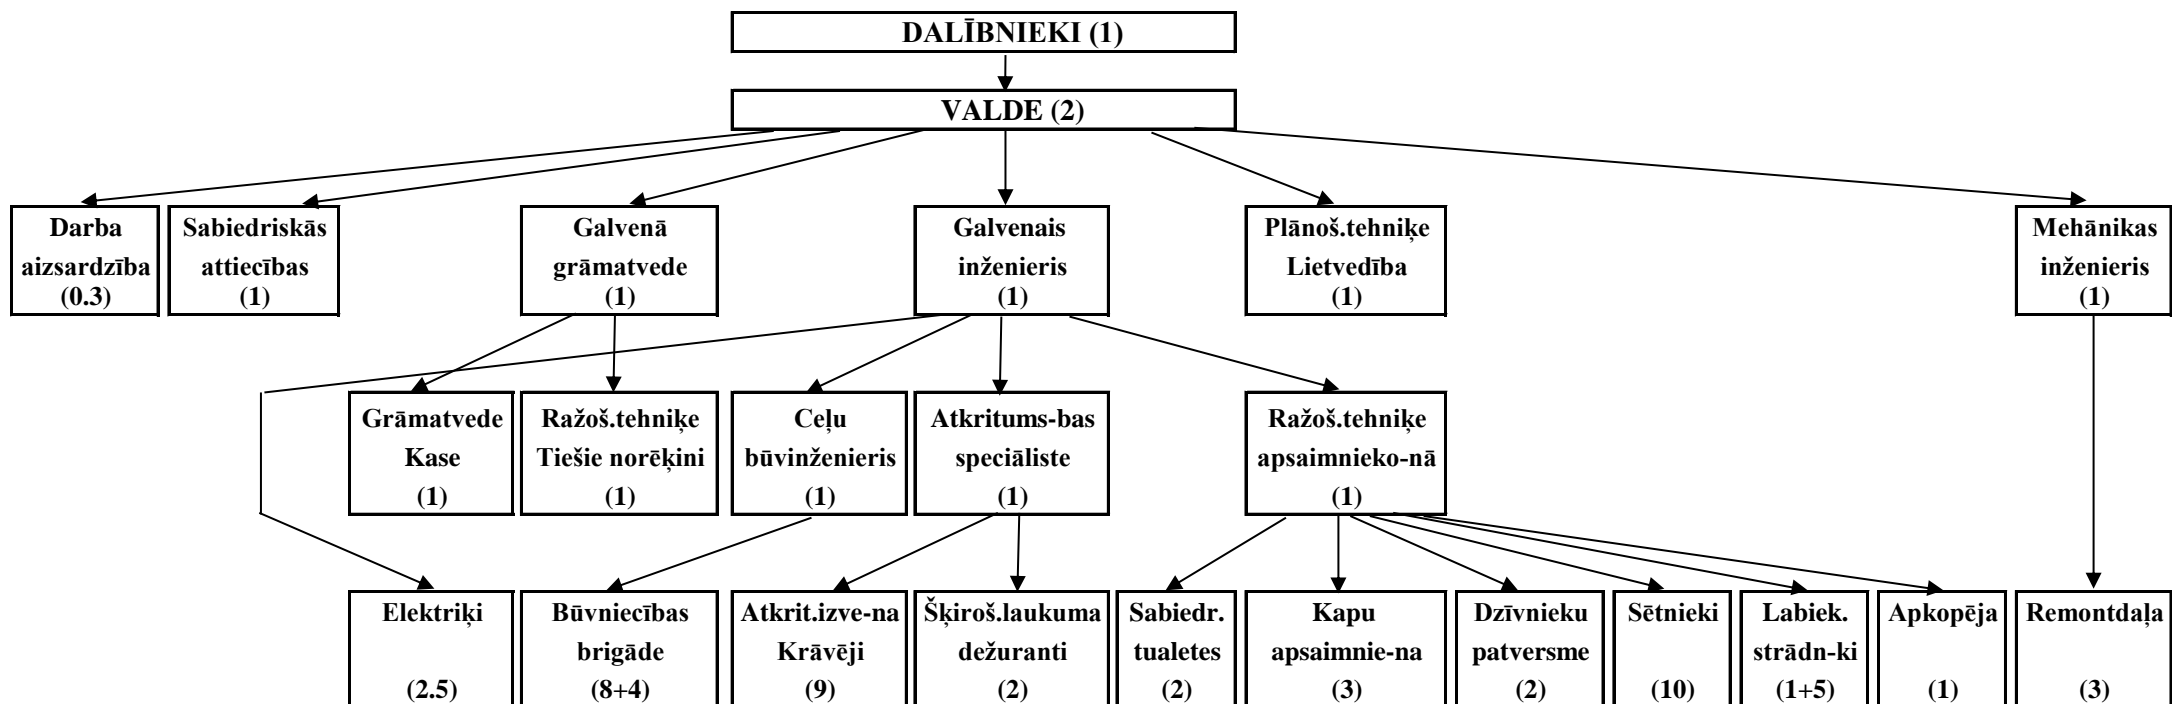 DALĪBNIEKI (1)
VALDE (2)
Darba
aizsardzība
(0.3)
Sabiedriskās
attiecības
(1)
Galvenā
grāmatvede
(1)
Galvenais
inženieris
(1)
Plānoš.tehniķe
Lietvedība
(1)
Mehānikas
inženieris
(1)
Grāmatvede
Kase
(1)
Ražoš.tehniķe
Tiešie norēķini
(1)
Ceļu
būvinženieris
(1)
Atkritums-bas
speciāliste
(1)
Ražoš.tehniķe
apsaimnieko-nā
(1)
Elektriķi
(2.5)
Būvniecības
brigāde
(8+4)
Atkrit.izve-na
Krāvēji
(9)
Šķiroš.laukuma
dežuranti
(2)
Sabiedr.
tualetes
(2)
Kapu
apsaimnie-na
(3)
Dzīvnieku
patversme
(2)
Sētnieki
(10)
Labiek.
strādn-ki
(1+5)
Apkopēja
(1)
Remontdaļa
(3)